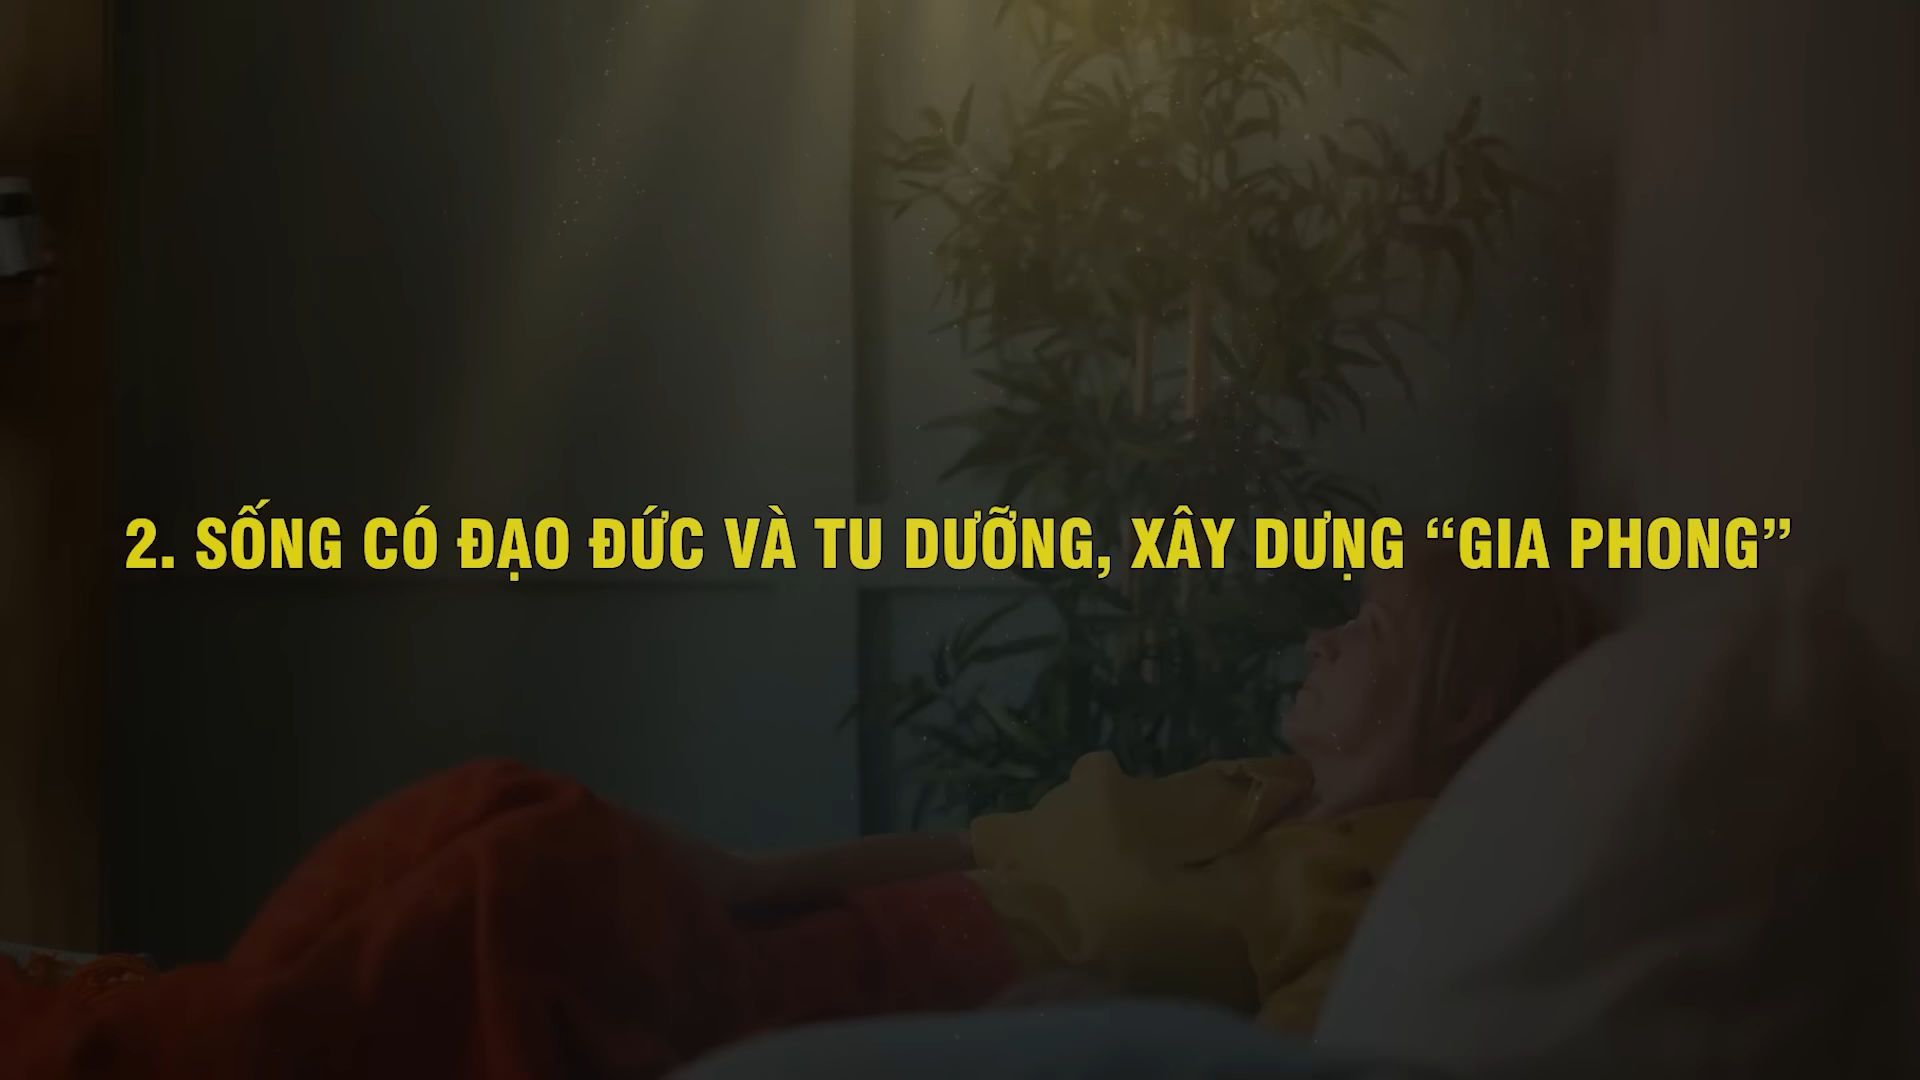 2. SỐNG CÓ ĐẠO ĐỨC VÀ TU DƯỠNG, XÂY DỰNG “GIA PHONG”